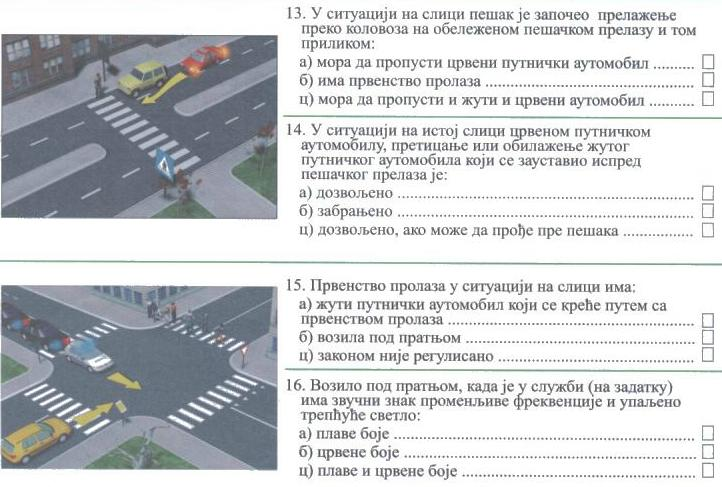 13. У ситуацији на слици пешак је започео прелажење
преко коловоза на обележеном пешачком прелазу и том
приликом:
а) мора да пропусти црвени путнички аутомобил ..........
б) има првенство пролаза ..........
ц) мора да пропусти и жути и црвени аутомобил ..........
14. У ситуацији на истој слици црвеном путничком
аутомобилу, претицање или обилажење жутог
путничког аутомобила који се зауставио испред
пешачког прелаза је:
а) дозвољено ..........
б) забрањено ..........
ц) дозвољено, ако може да прође пре пешака ..........
15. Првенство пролаза у ситуацији на слици има:
а) жути путнички аутомобил који се креће путем са
првенством пролаза ..........
б) возила под пратњом ..........
ц) законом није регулисано ..........
16. Возило под пратњом, када је у служби (на задатку)
има звучни знак променљиве фреквенције и упаљено
трепћуће светло:
а) плаве боје ..........
б) црвене боје ..........
ц) плаве и црвене боје ..........